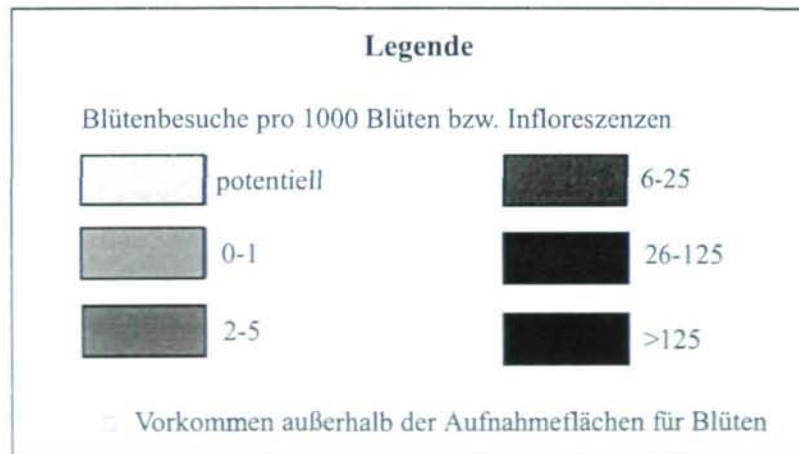 Legende
Blütenbesuche pro 1000 Blüten bzw. Infloreszenzen
potentiell
0-1
2-5
6-25
26-125
>125
Vorkommen außerhalb der Aufnahmeflächen für Blüten